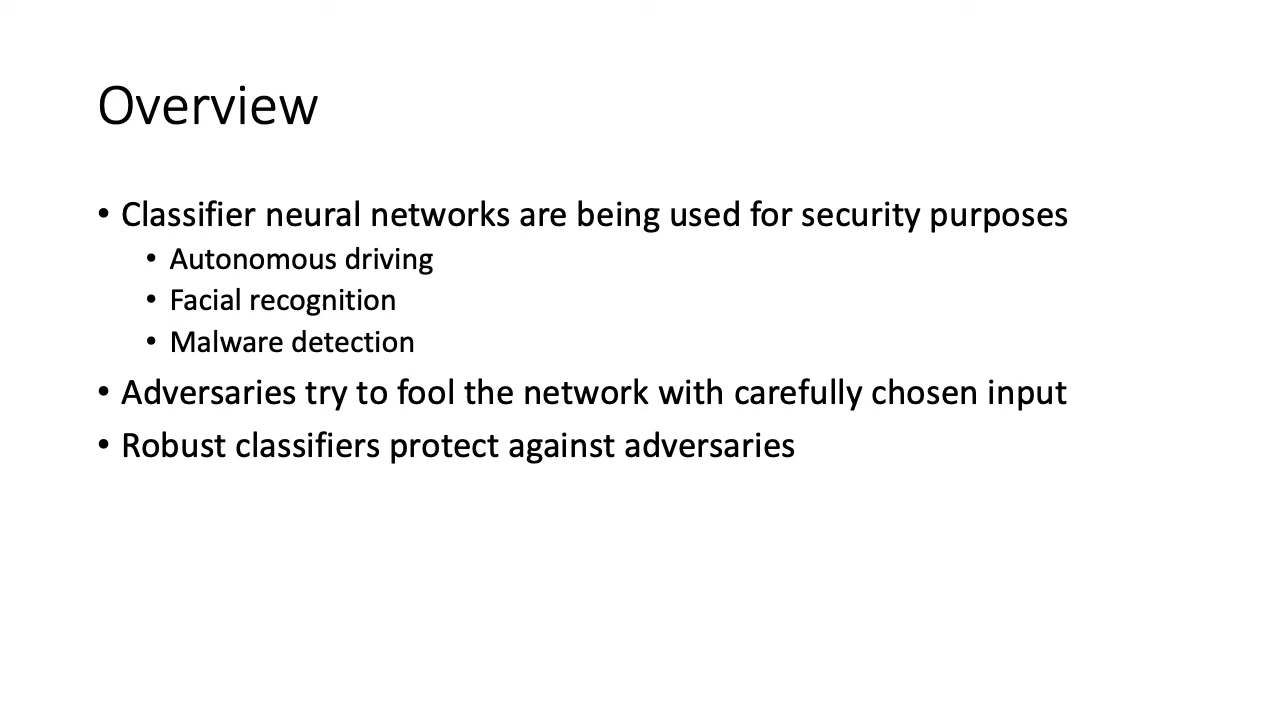 Overview
• Classifier neural networks are being used for security purposes
• Autonomous driving
• Facial recognition
• Malware detection
• Adversaries try to fool the network with carefully chosen input
• Robust classifiers protect against adversaries